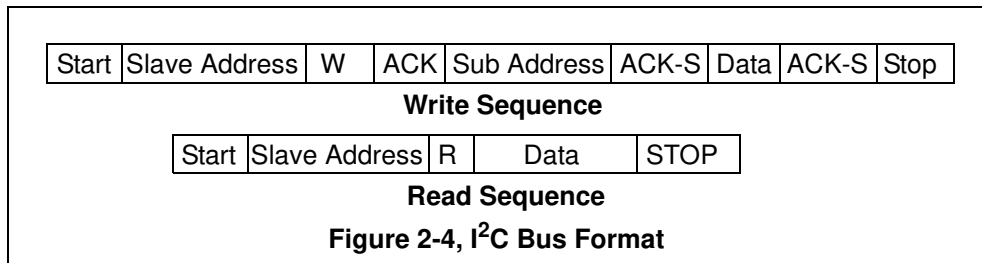 Start Slave Address W ACK Sub Address ACK-S Data ACK-S Stop
Write Sequence
Start Slave Address R Data STOP
Read Sequence
Figure 2-4, I²C Bus Format